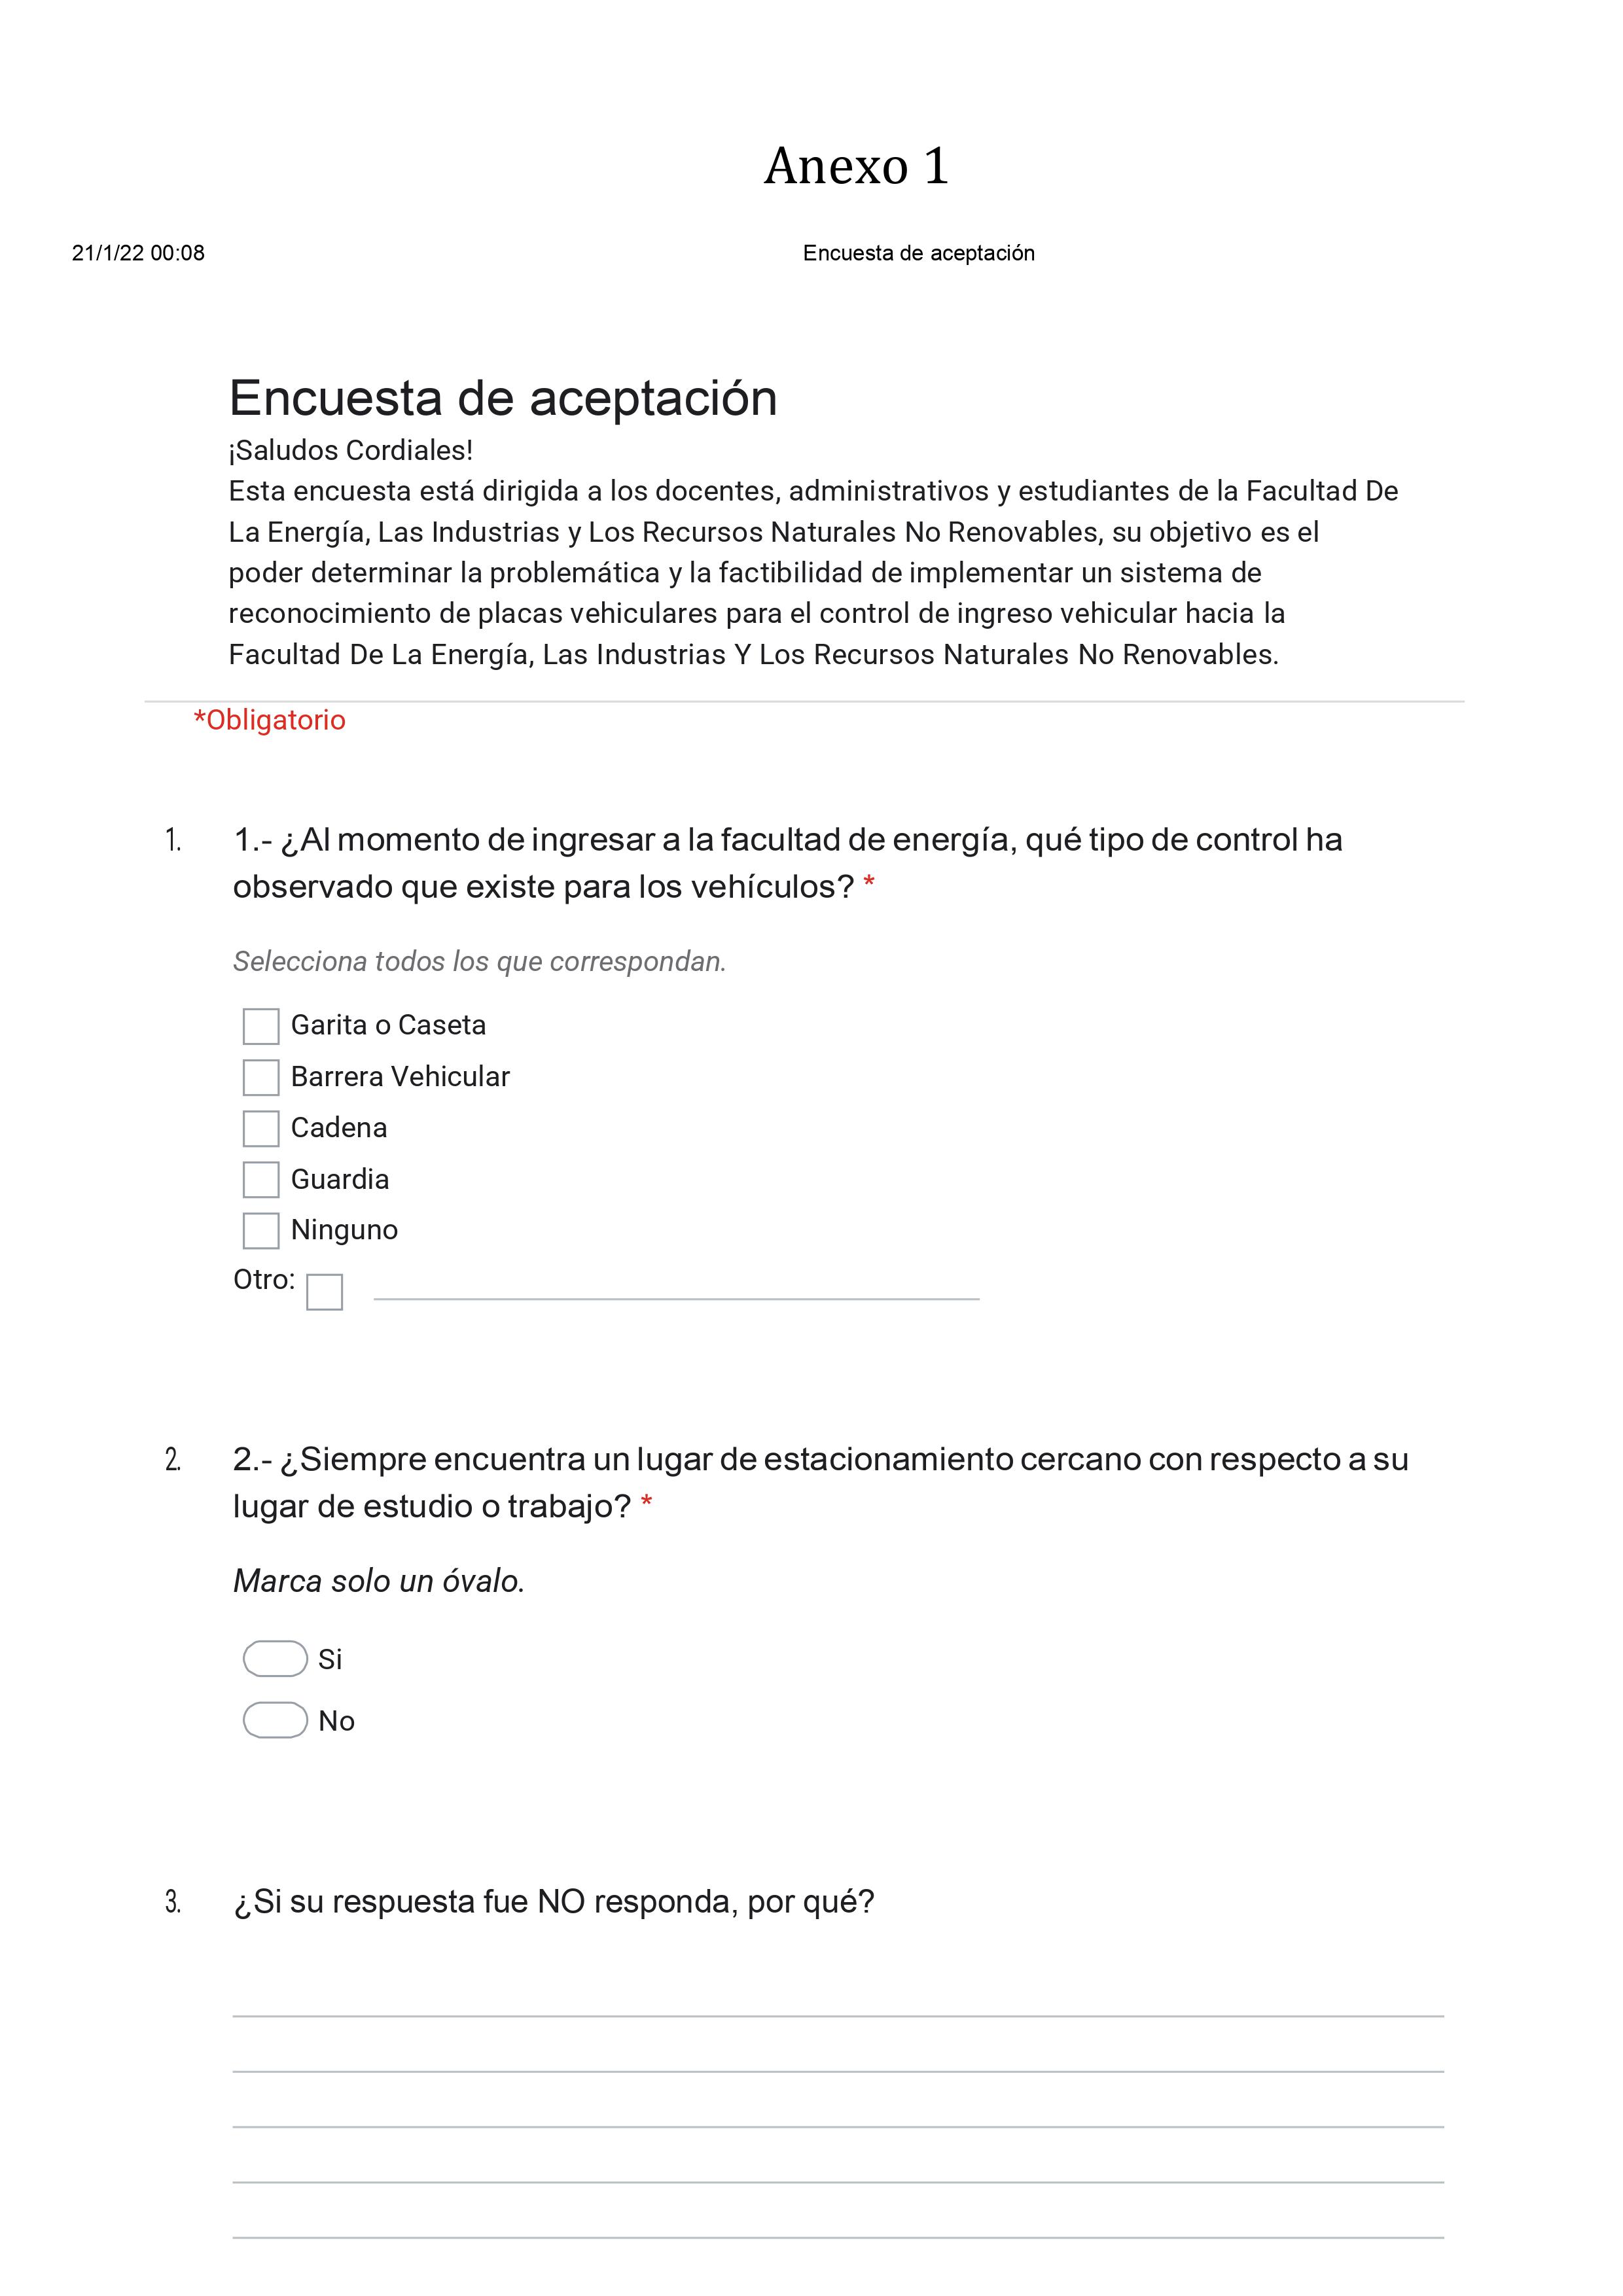 Anexo 1
21/1/22 00:08 Encuesta de aceptación
Encuesta de aceptación
¡Saludos Cordiales!
Esta encuesta está dirigida a los docentes, administrativos y estudiantes de la Facultad De
La Energía, Las Industrias y Los Recursos Naturales No Renovables, su objetivo es el
poder determinar la problemática y la factibilidad de implementar un sistema de
reconocimiento de placas vehiculares para el control de ingreso vehicular hacia la
Facultad De La Energía, Las Industrias Y Los Recursos Naturales No Renovables.
*Obligatorio
1. 1.- ¿Al momento de ingresar a la facultad de energía, qué tipo de control ha
observado que existe para los vehículos? *
Selecciona todos los que correspondan.
Garita o Caseta
Barrera Vehicular
Cadena
Guardia
Ninguno
Otro:
2. 2.- ¿Siempre encuentra un lugar de estacionamiento cercano con respecto a su
lugar de estudio o trabajo? *
Marca solo un óvalo.
Si
No
3. ¿Si su respuesta fue NO responda, por qué?